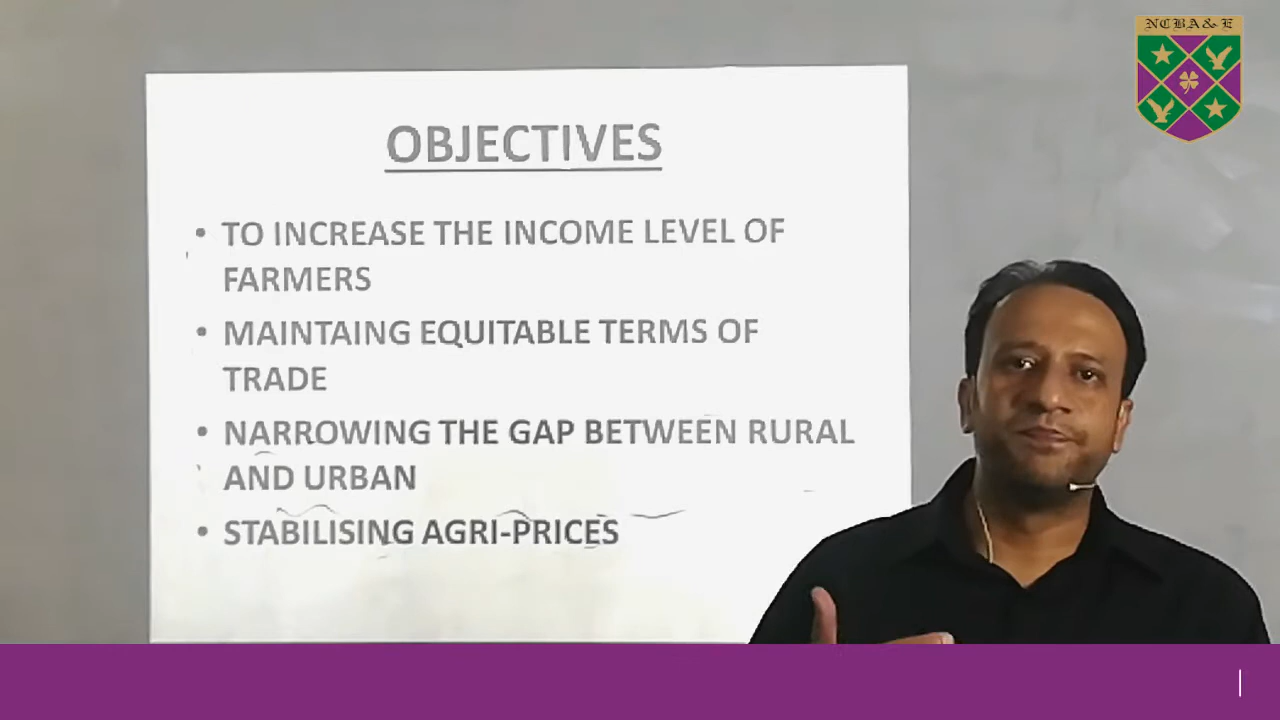 NCBA&E
OBJECTIVES
• TO INCREASE THE INCOME LEVEL OF
FARMERS
• MAINTAING EQUITABLE TERMS OF
TRADE
• NARROWING THE GAP BETWEEN RURAL
AND URBAN
• STABILISING AGRI-PRICES